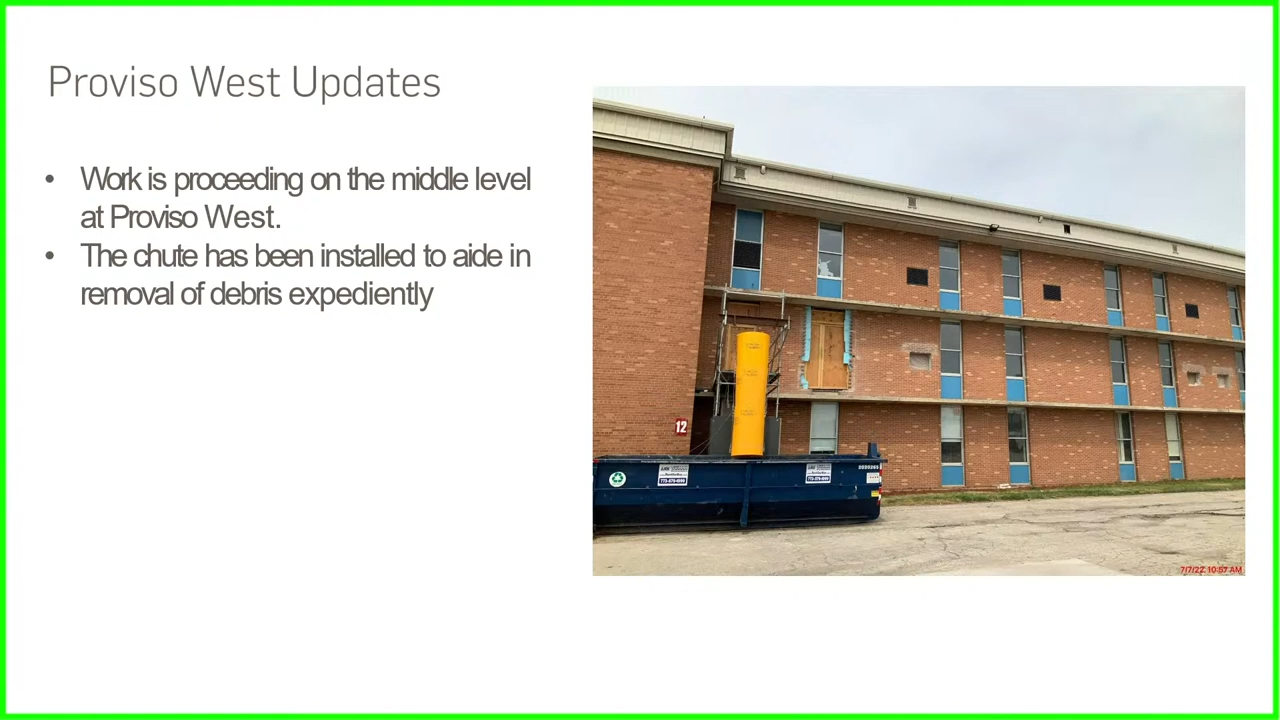 Proviso West Updates
• Work is proceeding on the middle level
at Proviso West.
• The chute has been installed to aide in
removal of debris expediently
12
7/7/22 10:57 AM